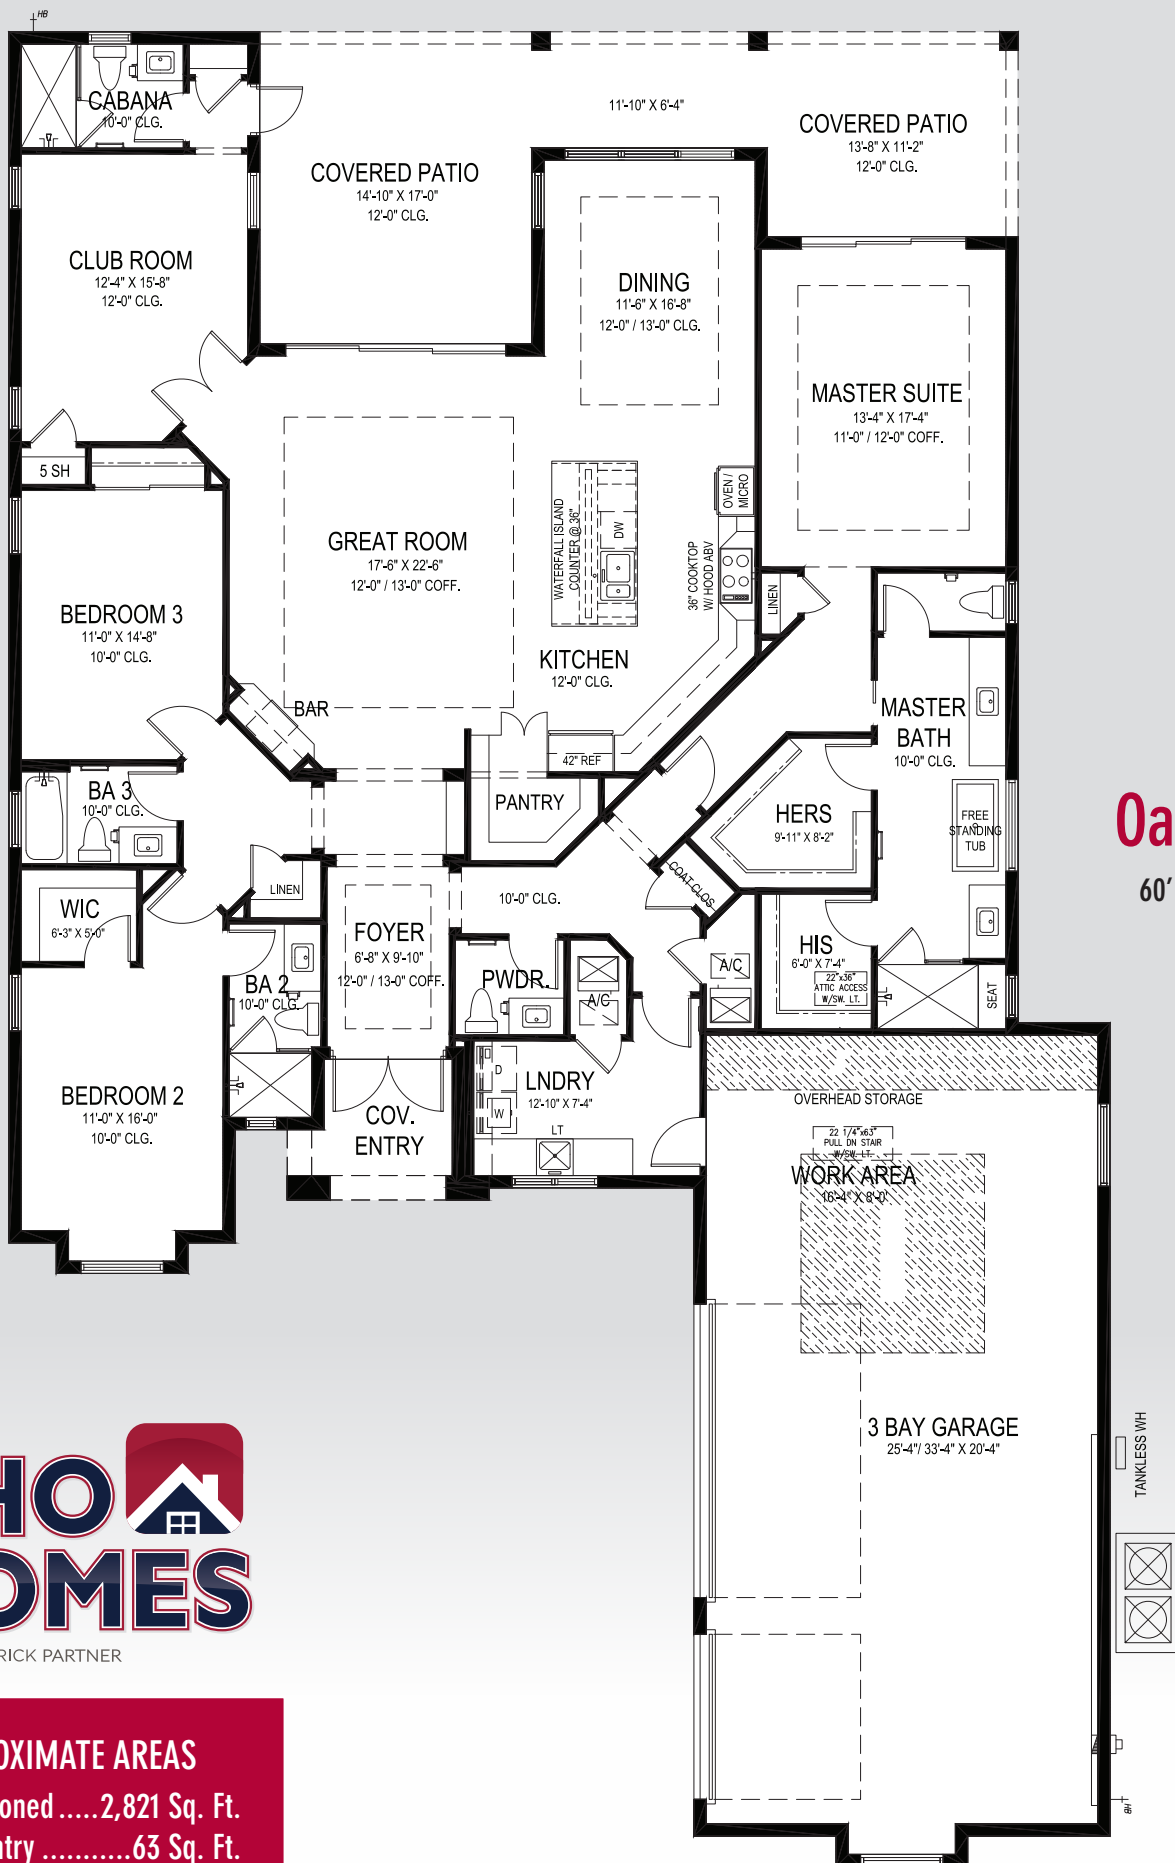 HB
CABANA
10'-0" CLG.
11'-10" X 6'-4"
COVERED PATIO
13'-8" X 11'-2"
12'-0" CLG.
COVERED PATIO
14'-10" X 17'-0"
12'-0" CLG.
CLUB ROOM
12'-4" X 15'-8"
12'-0" CLG.
DINING
11'-6" X 16'-8"
12'-0" / 13'-0" CLG.
MASTER SUITE
13'-4" X 17'-4"
11'-0" / 12'-0" COFF.
5 SH
OVEN /
MICRO
WATERFALL ISLAND
COUNTER @ 36"
DW
36" COOKTOP
W/ HOOD ABV
GREAT ROOM
17'-6" X 22'-6"
12'-0" / 13'-0" COFF.
LINEN
BEDROOM 3
11'-0" X 14'-8"
10'-0" CLG.
KITCHEN
12'-0" CLG.
BAR
MASTER
BATH
10'-0" CLG.
42" REF
BA 3
10'-0" CLG.
PANTRY
HERS
9'-11" X 8'-2"
FREE
STANDING
TUB
Oa
60'
LINEN
COAT CLOS
10'-0" CLG.
WIC
6'-3" X 5'-0"
FOYER
6'-8" X 9'-10"
12'-0" / 13'-0" COFF.
HIS
6'-0" X 7'-4"
22"x36"
ATTIC ACCESS
W/SW. LT.
BA 2
10'-0" CLG.
PWDR.
A/C
A/C
SEAT
D
W
LNDRY
12'-10" X 7'-4"
LT
OVERHEAD STORAGE
BEDROOM 2
11'-0" X 16'-0"
10'-0" CLG.
COV.
ENTRY
22 1/4"x63"
PULL DN STAIR
W/SW. LT.
WORK AREA
16'-4" X 8'-0'
3 BAY GARAGE
25'-4"/ 33'-4" X 20'-4"
TANKLESS WH
HB
HO
OMES
RICK PARTNER
OXIMATE AREAS
oned .....2,821 Sq. Ft.
ntry ...........63 Sq. Ft.